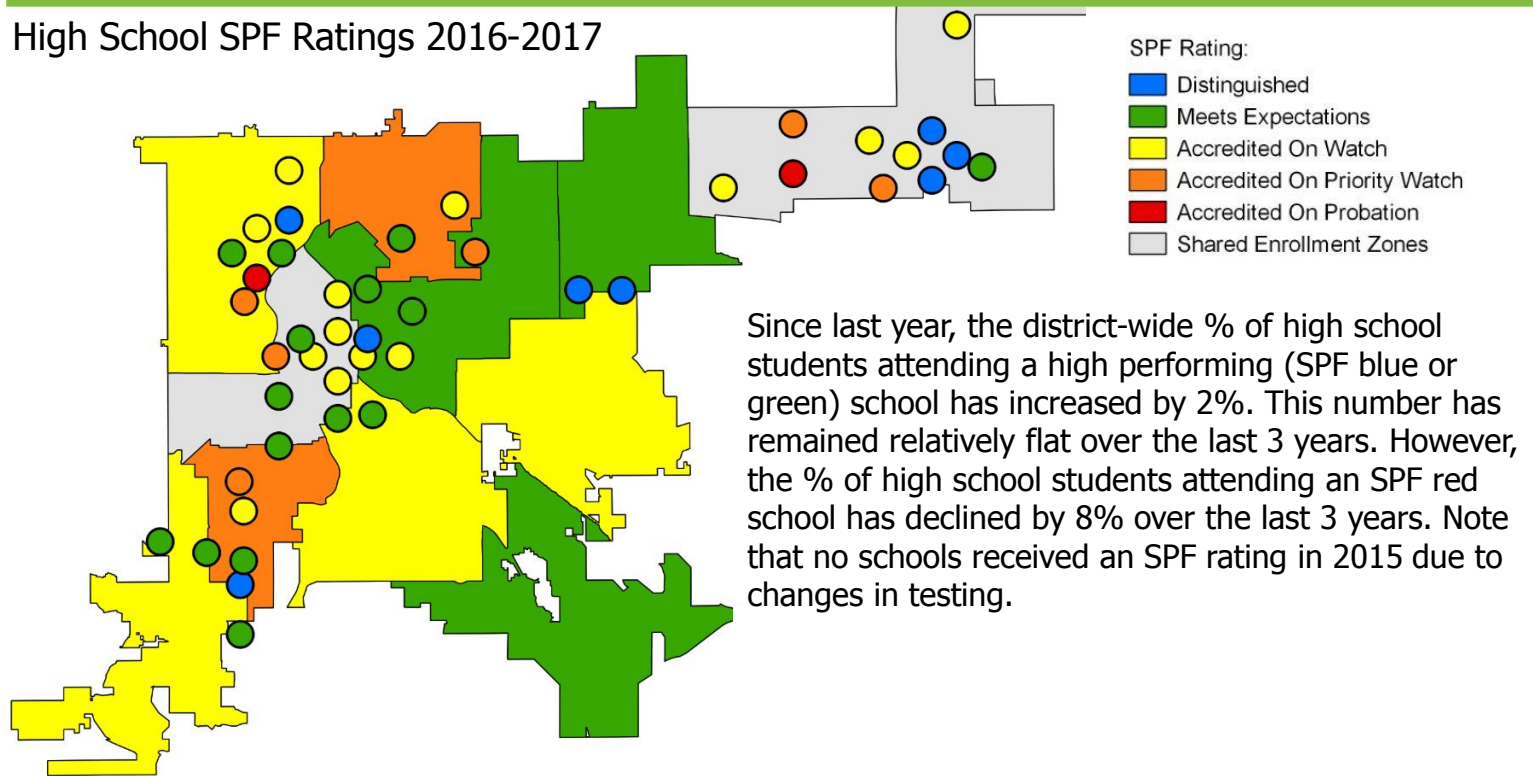 High School SPF Ratings 2016-2017
SPF Rating:
Distinguished
Meets Expectations
Accredited On Watch
Accredited On Priority Watch
Accredited On Probation
Shared Enrollment Zones
Since last year, the district-wide % of high school
students attending a high performing (SPF blue or
green) school has increased by 2%. This number has
remained relatively flat over the last 3 years. However,
the % of high school students attending an SPF red
school has declined by 8% over the last 3 years. Note
that no schools received an SPF rating in 2015 due to
changes in testing.